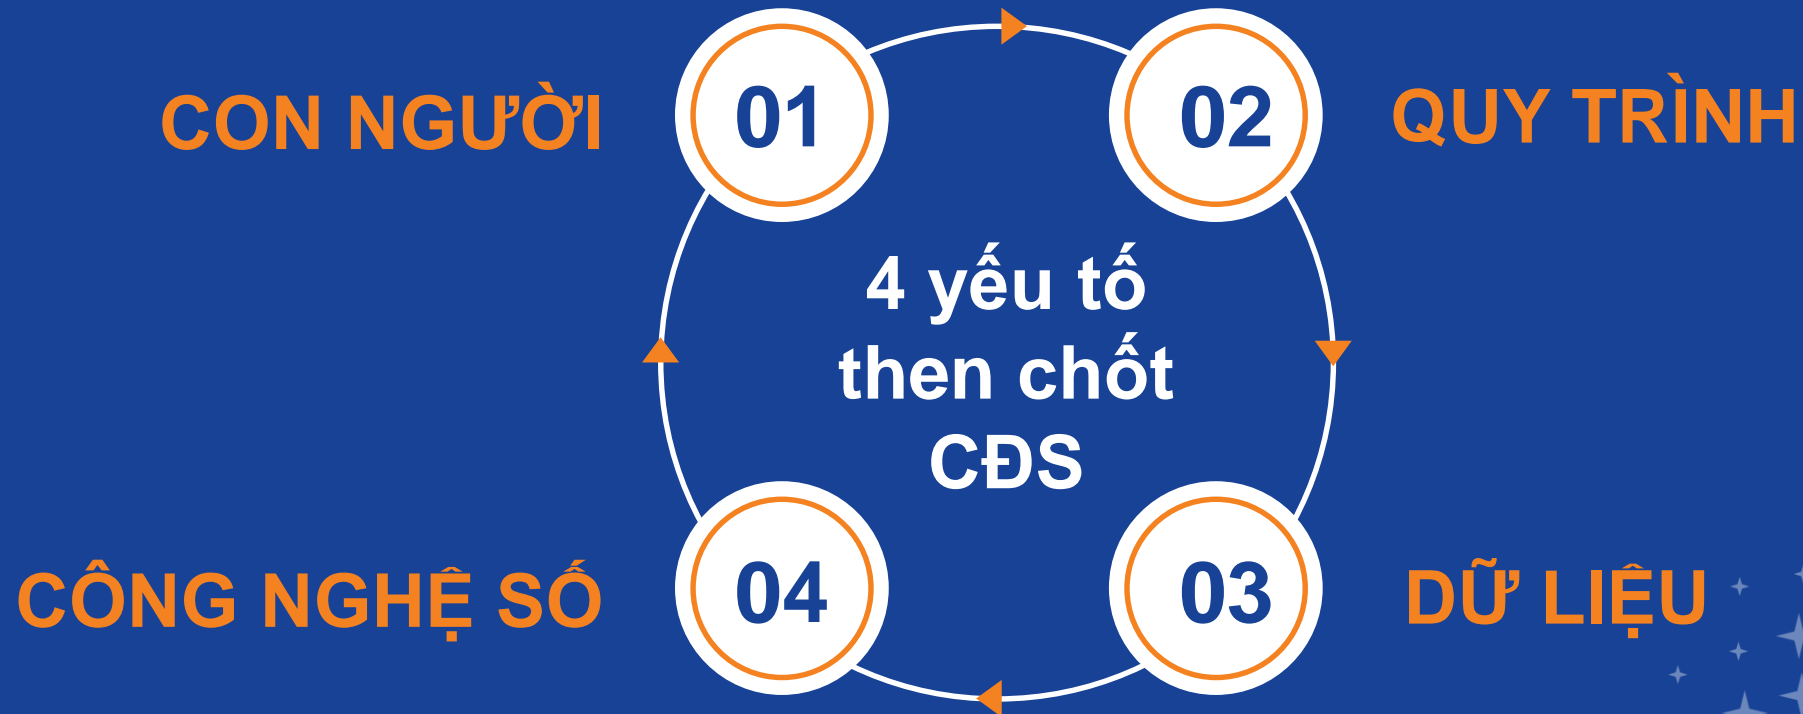 CON NGƯỜI
01
02
QUY TRÌNH
4 yếu tố
then chốt
CĐS
CÔNG NGHỆ SỐ
04
03
DỮ LIỆU